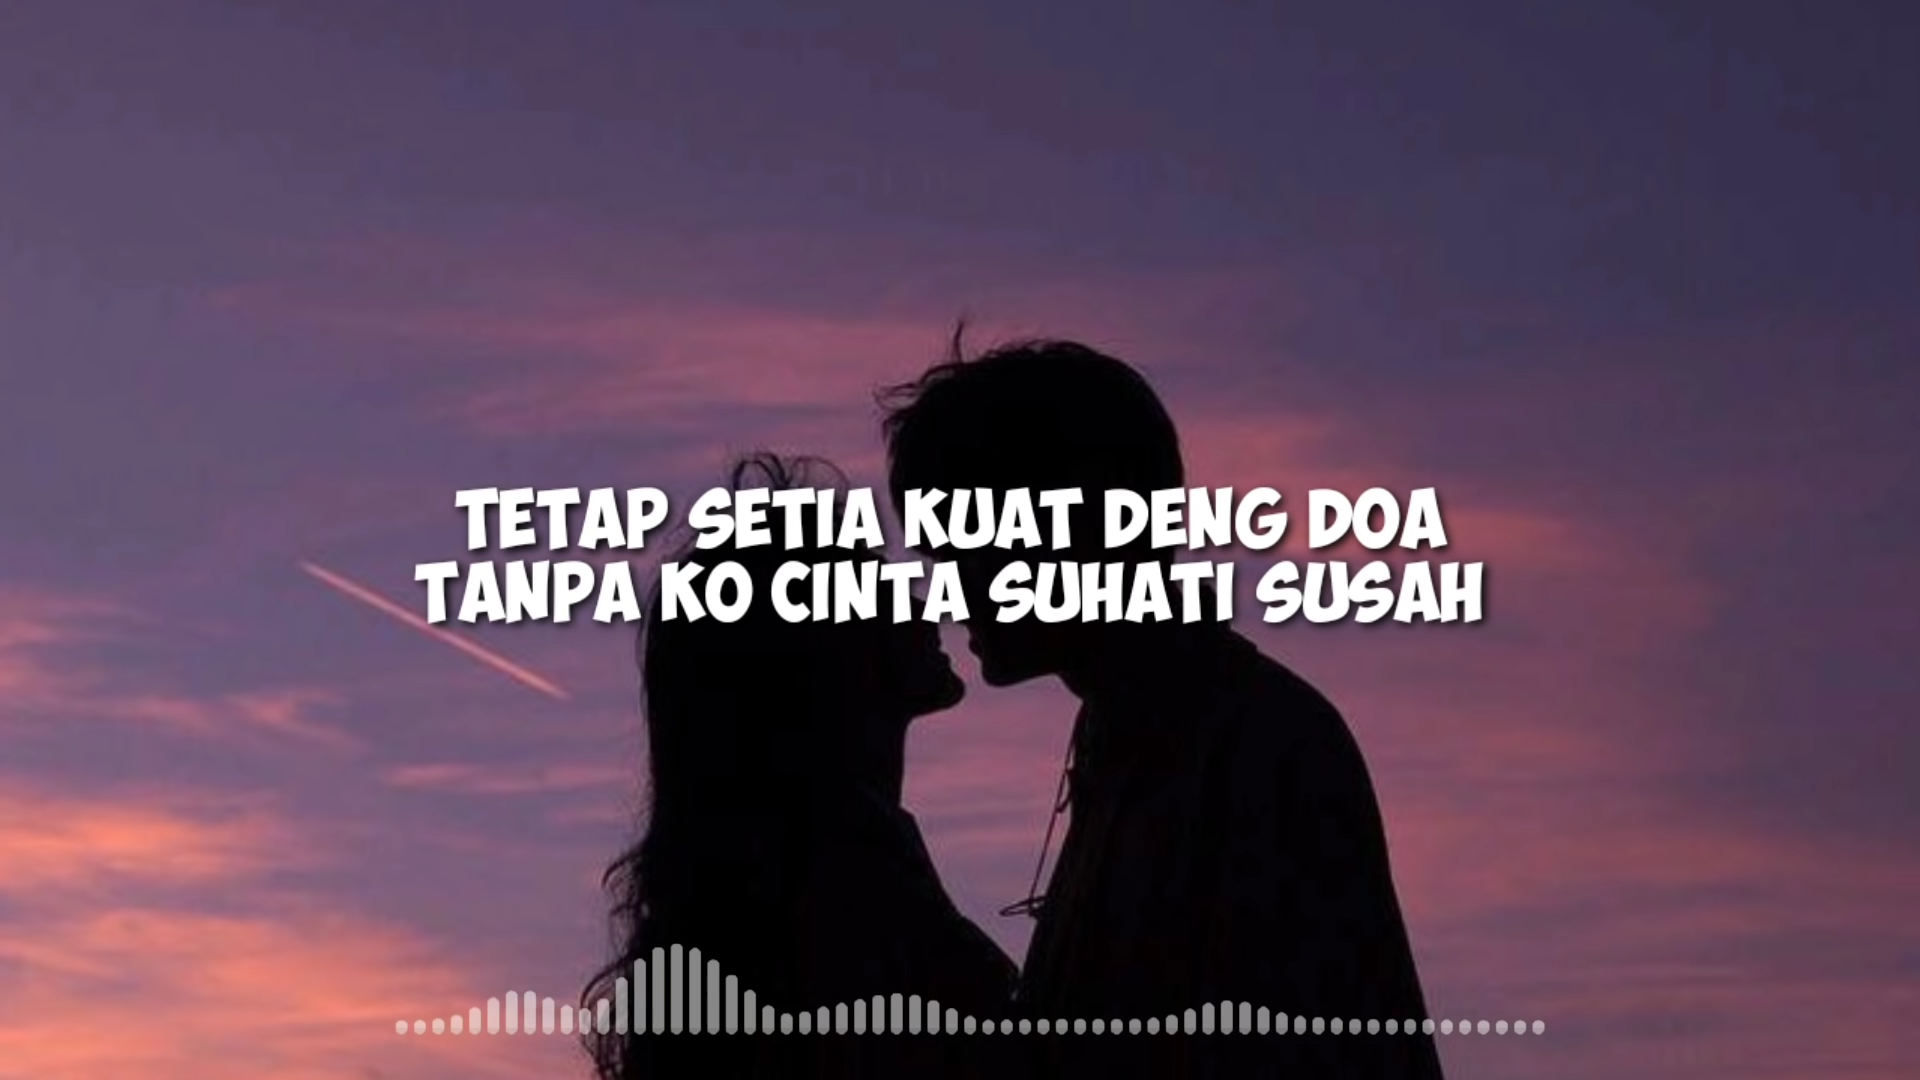 TETAP SETIA KUAT DENG DOA
TANPA KO CINTA SUHATI SUSAH